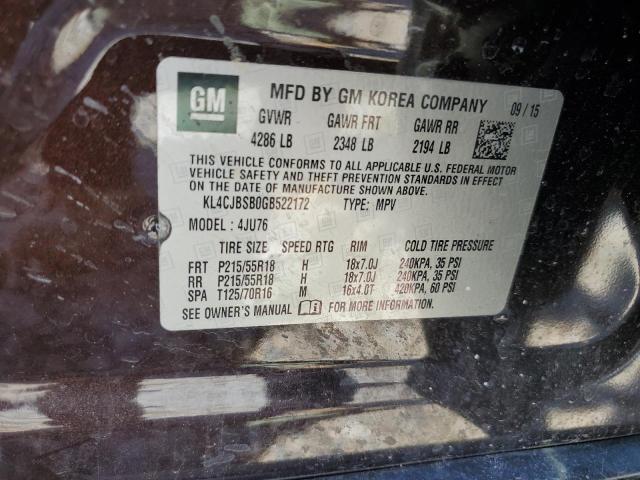 GM
MFD BY GM KOREA COMPANY 09/15
GVWR GAWR FRT GAWR RR
4286 LB 2348 LB 2194 LB
THIS VEHICLE CONFORMS TO ALL APPLICABLE U.S. FEDERAL MOTOR
VEHICLE SAFETY AND THEFT PREVENTION STANDARDS IN EFFECT
ON THE DATE OF MANUFACTURE SHOWN ABOVE.
KL4CJBSB0GB522172 TYPE: MPV
MODEL : 4JU76
TIRE SIZE SPEED RTG RIM COLD TIRE PRESSURE
FRT P215/55R18 H 18x7.0J 240KPA, 35 PSI
RR P215/55R18 H 18x7.0J 240KPA, 35 PSI
SPA T125/70R16 M 16x4.0T 420KPA, 60 PSI
SEE OWNER'S MANUAL FOR MORE INFORMATION.